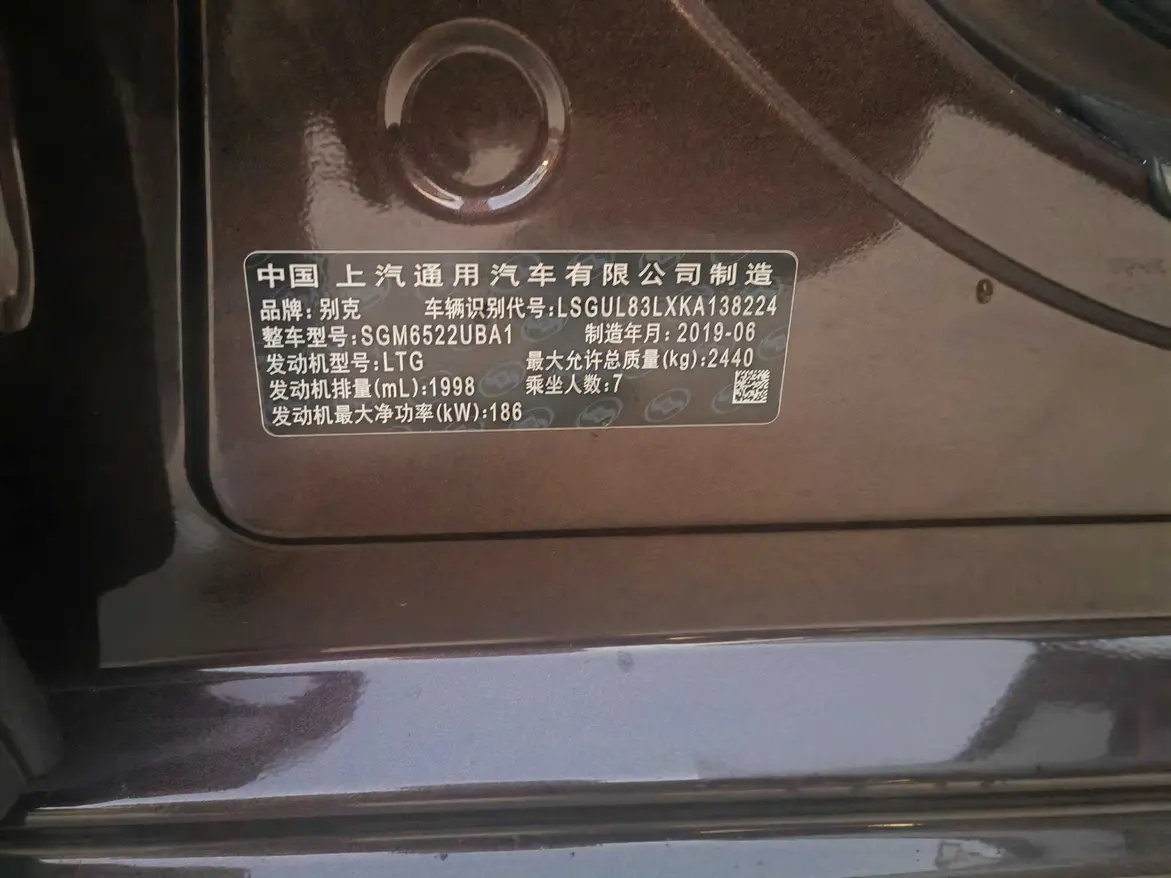 中国 上汽通用汽车有限公司制造
品牌: 别克 车辆识别代号:LSGUL83LXKA138224
整车型号:SGM6522UBA1 制造年月: 2019-06
发动机型号:LTG 最大允许总质量(kg):2440
发动机排量(mL):1998 乘坐人数:7
发动机最大净功率(kW):186